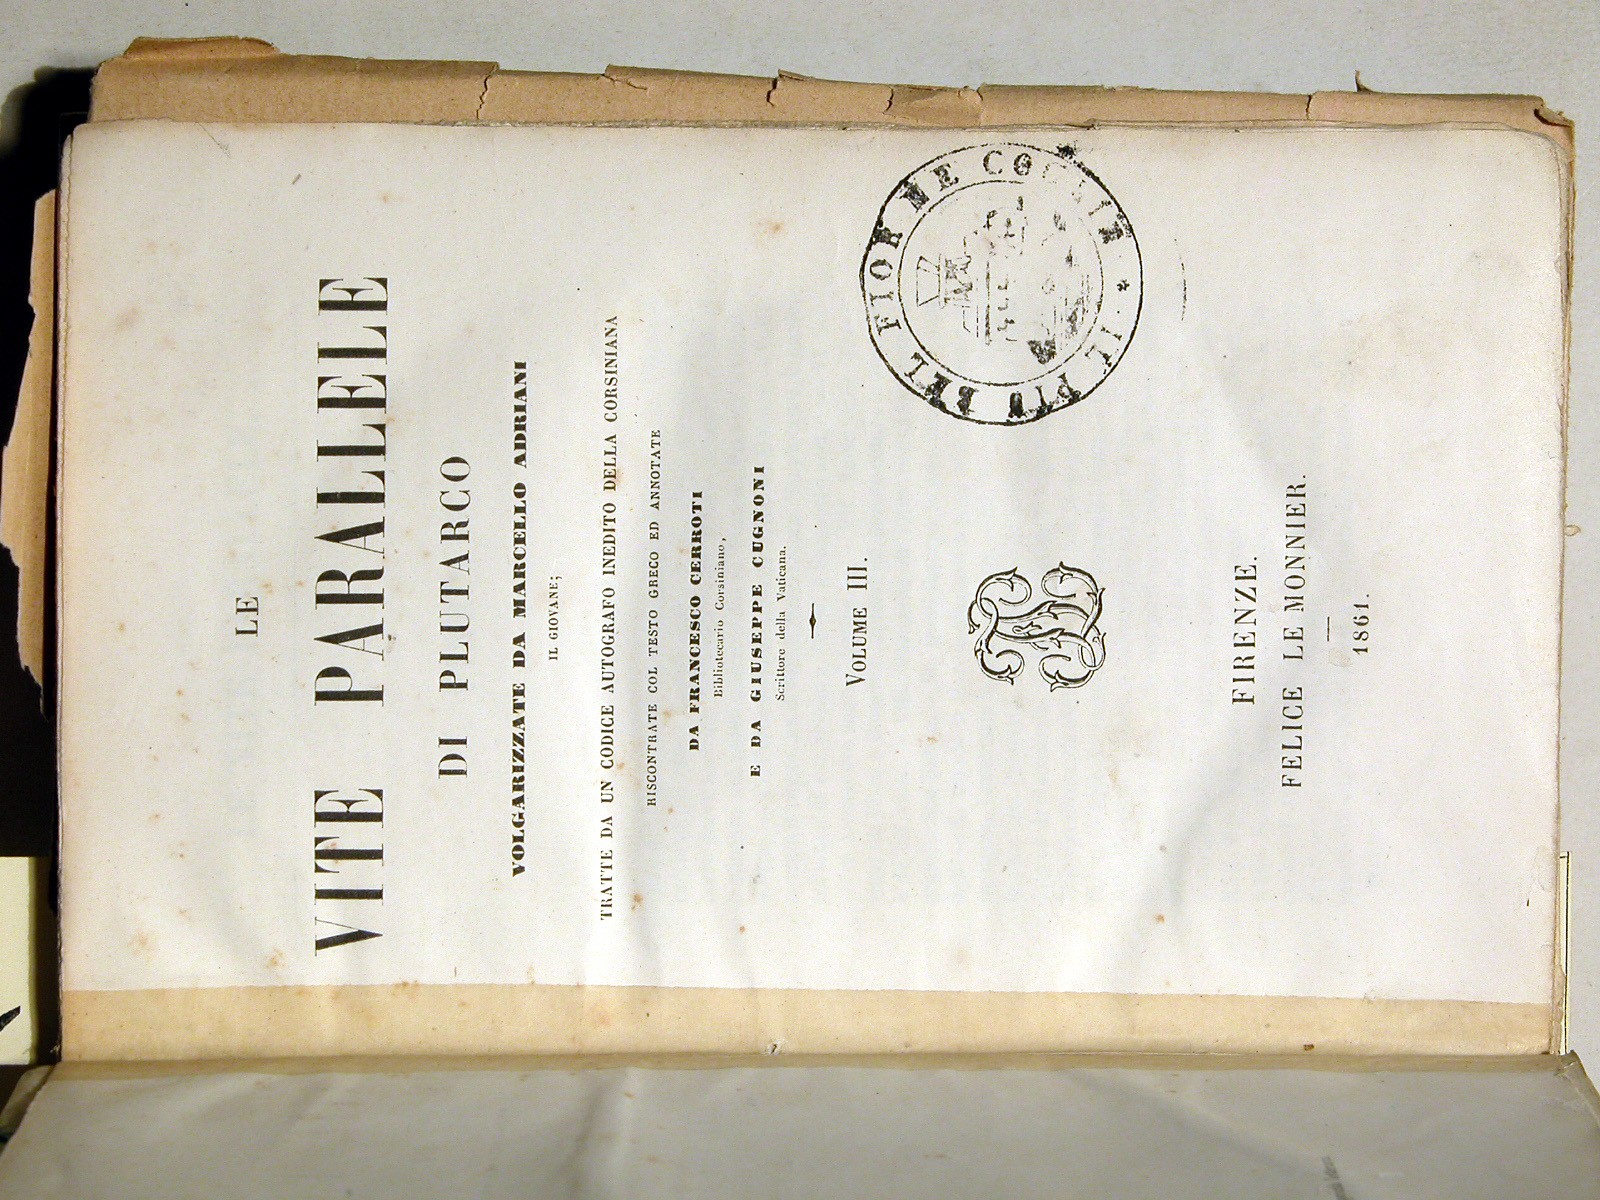 LE
VITE PARALLELE
DI PLUTARCO
VOLGARIZZATE DA MARCELLO ADRIANI
IL GIOVANE;
TRATTE DA UN CODICE AUTOGRAFO INEDITO DELLA CORSINIANA
RISCONTRATE COL TESTO GRECO ED ANNOTATE
DA FRANCESCO CERROTI
Bibliotecario Corsiniano,
E DA GIUSEPPE CUGNONI
Scrittore della Vaticana.
VOLUME III.
IL PIU BEL FIOR NE COGLIE *
FIRENZE.
FELICE LE MONNIER.
1861.